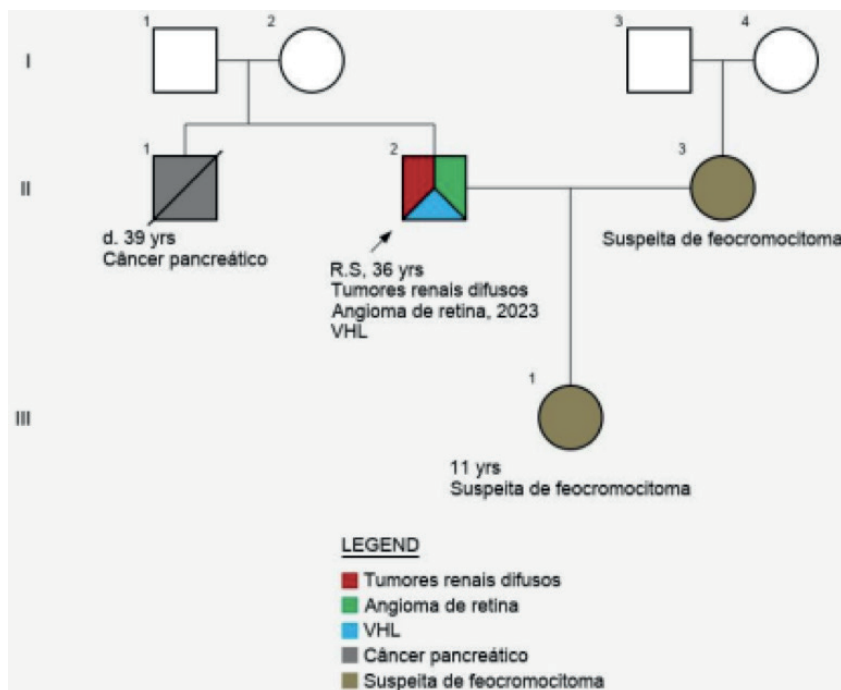 1
2
3
4
I
1
2
3
II
d. 39 yrs
Câncer pancreático
Suspeita de feocromocitoma
R.S, 36 yrs
Tumores renais difusos
Angioma de retina, 2023
VHL
1
III
11 yrs
Suspeita de feocromocitoma
LEGEND
Tumores renais difusos
Angioma de retina
VHL
Câncer pancreático
Suspeita de feocromocitoma